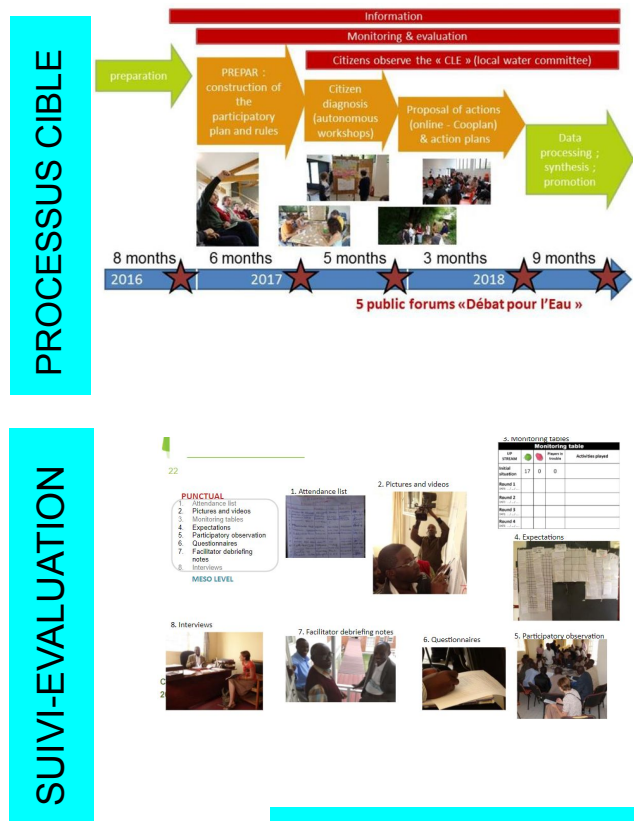 PROCESSUS CIBLE
Information
Monitoring & evaluation
Citizens observe the « CLE » (local water committee)
preparation
PREPAR :
construction of
the
participatory
plan and rules
Citizen
diagnosis
(autonomous
workshops)
Proposal of actions
(online - Cooplan)
& action plans
Data
processing ;
synthesis ;
promotion
8 months
6 months
5 months
3 months
9 months
2016
2017
2018
5 public forums «Débat pour l'Eau »
SUIVI-EVALUATION
22
PUNCTUAL
1. Attendance list
2. Pictures and videos
3. Monitoring tables
4. Expectations
5. Participatory observation
6. Questionnaires
7. Facilitator debriefing
notes
8. Interviews
MESO LEVEL
1. Attendance list
2. Pictures and videos
3. Monitoring tables
Monitoring table
UP
STREAM
Players in
trouble
Activities played
Initial
situation
17
0
0
Round 1
Round 2
Round 3
Round 4
4. Expectations
8. Interviews
7. Facilitator debriefing notes
6. Questionnaires
5. Participatory observation